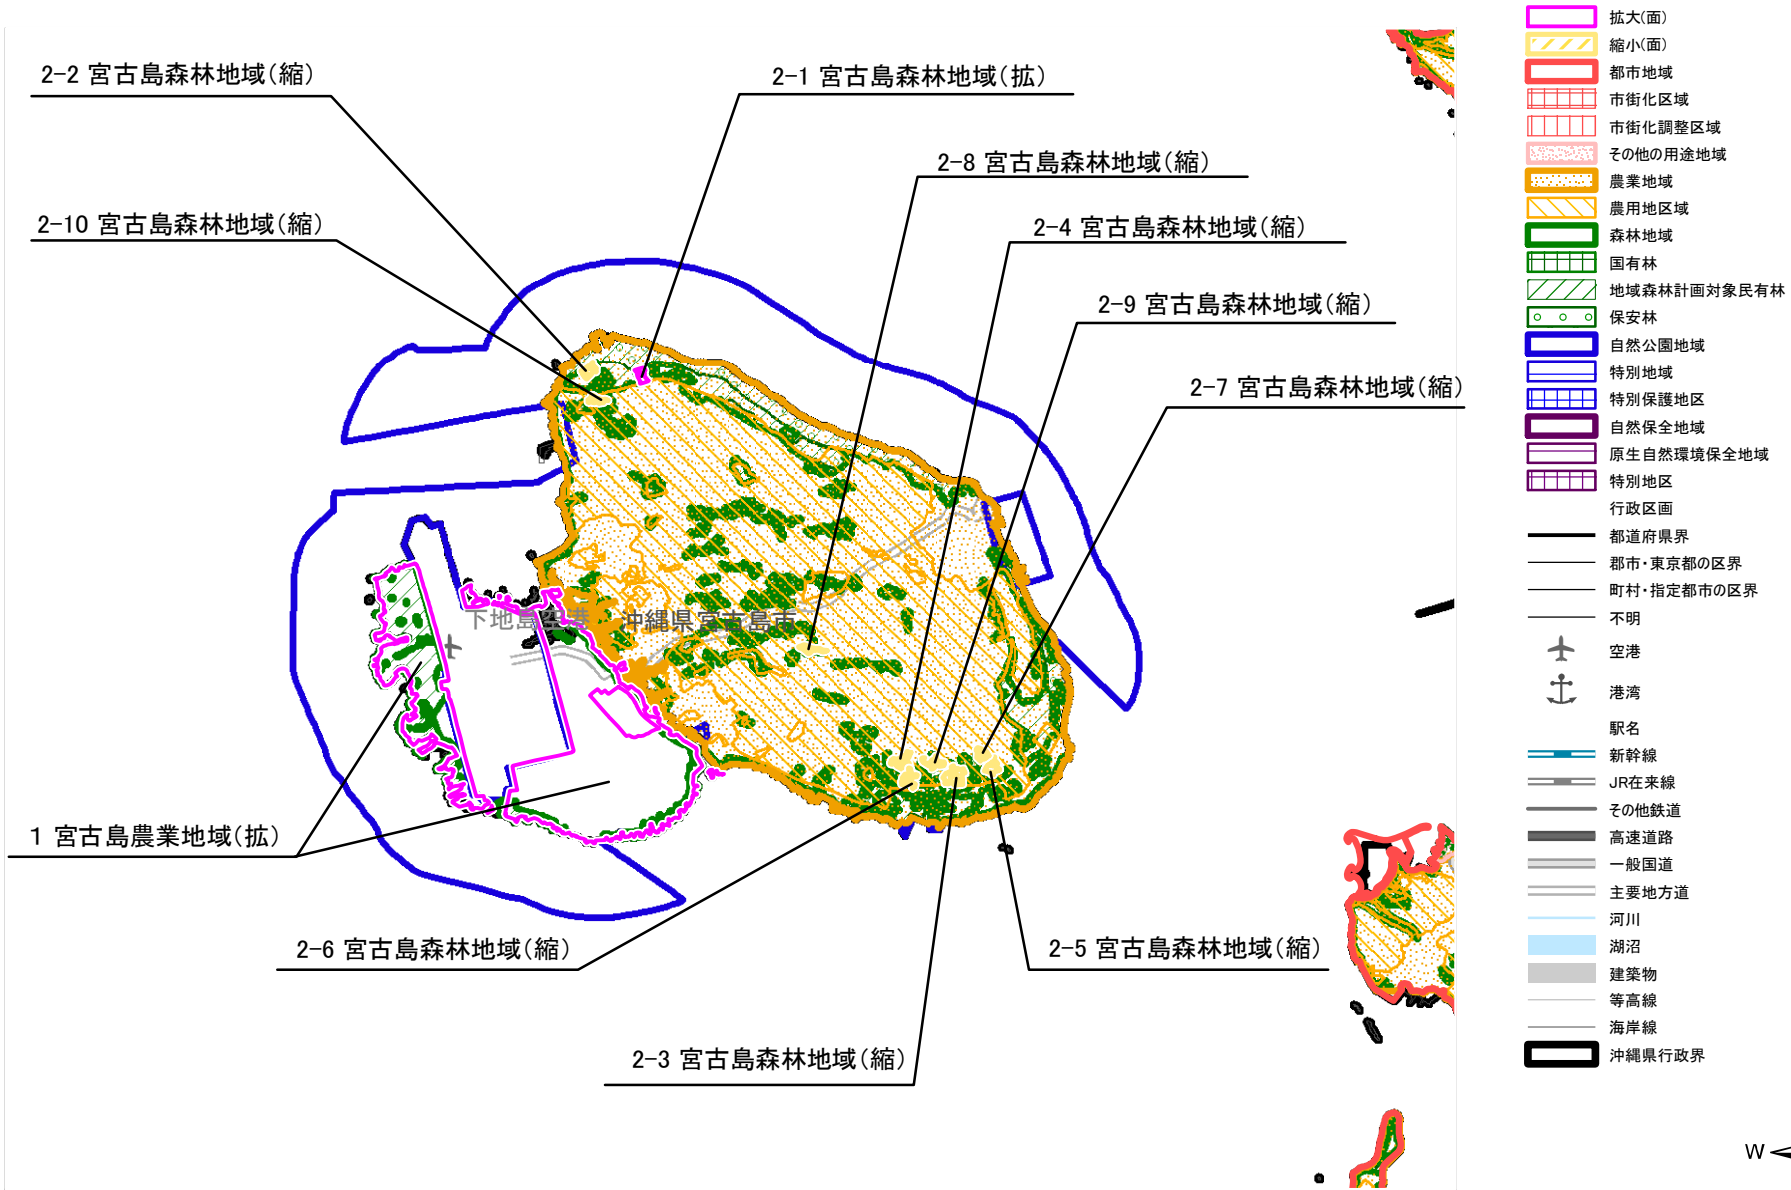 2-2 宮古島森林地域(縮)
2-1 宮古島森林地域(拡)
2-8 宮古島森林地域(縮)
2-10 宮古島森林地域(縮)
2-4 宮古島森林地域(縮)
2-9 宮古島森林地域(縮)
2-7 宮古島森林地域(縮)
下地島空港
沖縄県宮古島市
1 宮古島農業地域(拡)
2-6 宮古島森林地域(縮)
2-5 宮古島森林地域(縮)
2-3 宮古島森林地域(縮)
拡大(面)
縮小(面)
都市地域
市街化区域
市街化調整区域
その他の用途地域
農業地域
農用地区域
森林地域
国有林
地域森林計画対象民有林
保安林
自然公園地域
特別地域
特別保護地区
自然保全地域
原生自然環境保全地域
特別地区
行政区画
都道府県界
郡市・東京都の区界
町村・指定都市の区界
不明
空港
港湾
駅名
新幹線
JR在来線
その他鉄道
高速道路
一般国道
主要地方道
河川
湖沼
建築物
等高線
海岸線
沖縄県行政界
W